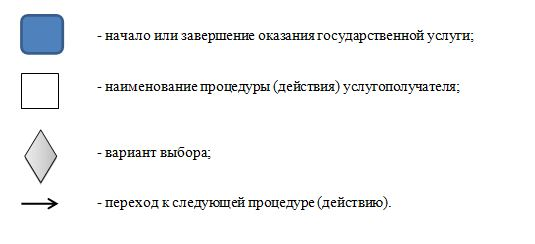 - начало или завершение оказания государственной услуги;
- наименование процедуры (действия) услугополучателя;
- вариант выбора;
- переход к следующей процедуре (действию).